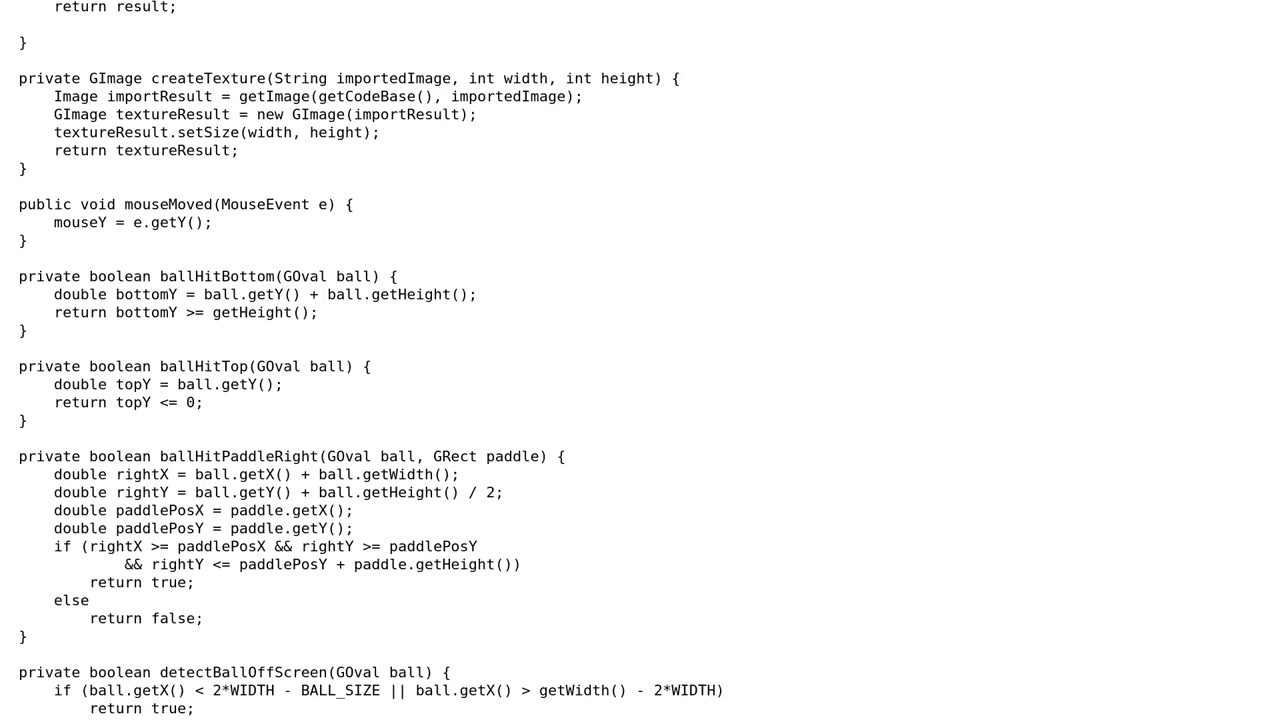 return result;
}
private GImage createTexture(String importedImage, int width, int height) {
Image importResult = getImage(getCodeBase(), importedImage);
GImage textureResult = new GImage(importResult);
textureResult.setSize(width, height);
return textureResult;
}
public void mouseMoved(MouseEvent e) {
mouseY = e.getY();
}
private boolean ballHitBottom(GOval ball) {
double bottomY = ball.getY() + ball.getHeight();
return bottomY >= getHeight();
}
private boolean ballHitTop(GOval ball) {
double topY = ball.getY();
return topY <= 0;
}
private boolean ballHitPaddleRight(GOval ball, GRect paddle) {
double rightX = ball.getX() + ball.getWidth();
double rightY = ball.getY() + ball.getHeight() / 2;
double paddlePosX = paddle.getX();
double paddlePosY = paddle.getY();
if (rightX >= paddlePosX && rightY >= paddlePosY
&& rightY <= paddlePosY + paddle.getHeight())
return true;
else
return false;
}
private boolean detectBallOffScreen(GOval ball) {
if (ball.getX() < 2*WIDTH - BALL_SIZE || ball.getX() > getWidth() - 2*WIDTH)
return true;